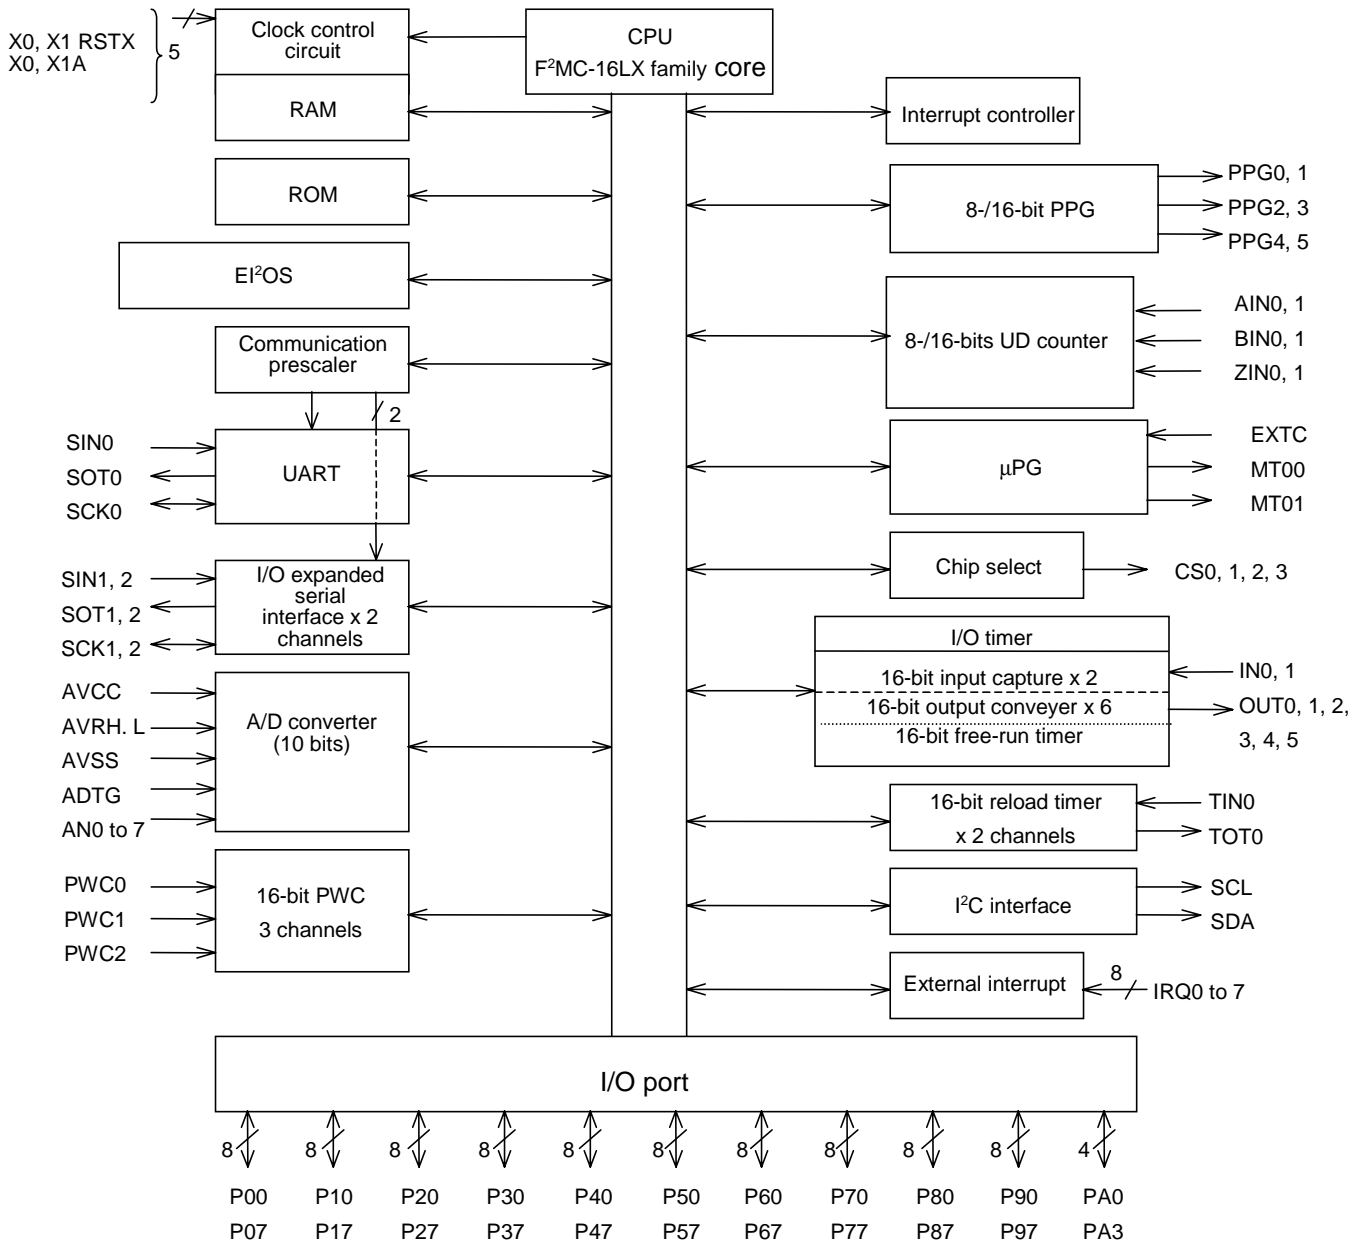 X0, X1 RSTX
X0, X1A
5
Clock control
circuit
RAM
ROM
EI²OS
Communication
prescaler
2
SIN0
SOT0
SCK0
UART
SIN1, 2
SOT1, 2
SCK1, 2
I/O expanded
serial
interface x 2
channels
AVCC
AVRH. L
AVSS
ADTG
AN0 to 7
A/D converter
(10 bits)
PWC0
PWC1
PWC2
16-bit PWC
3 channels
CPU
F²MC-16LX family core
Interrupt controller
8-/16-bit PPG
PPG0, 1
PPG2, 3
PPG4, 5
8-/16-bits UD counter
AIN0, 1
BIN0, 1
ZIN0, 1
µPG
EXTC
MT00
MT01
Chip select
CS0, 1, 2, 3
I/O timer
16-bit input capture x 2
16-bit output conveyer x 6
16-bit free-run timer
IN0, 1
OUT0, 1, 2,
3, 4, 5
16-bit reload timer
x 2 channels
TIN0
TOT0
I²C interface
SCL
SDA
External interrupt
8
IRQ0 to 7
I/O port
8 8 8 8 8 8 8 8 8 8 4
P00 P10 P20 P30 P40 P50 P60 P70 P80 P90 PA0
P07 P17 P27 P37 P47 P57 P67 P77 P87 P97 PA3